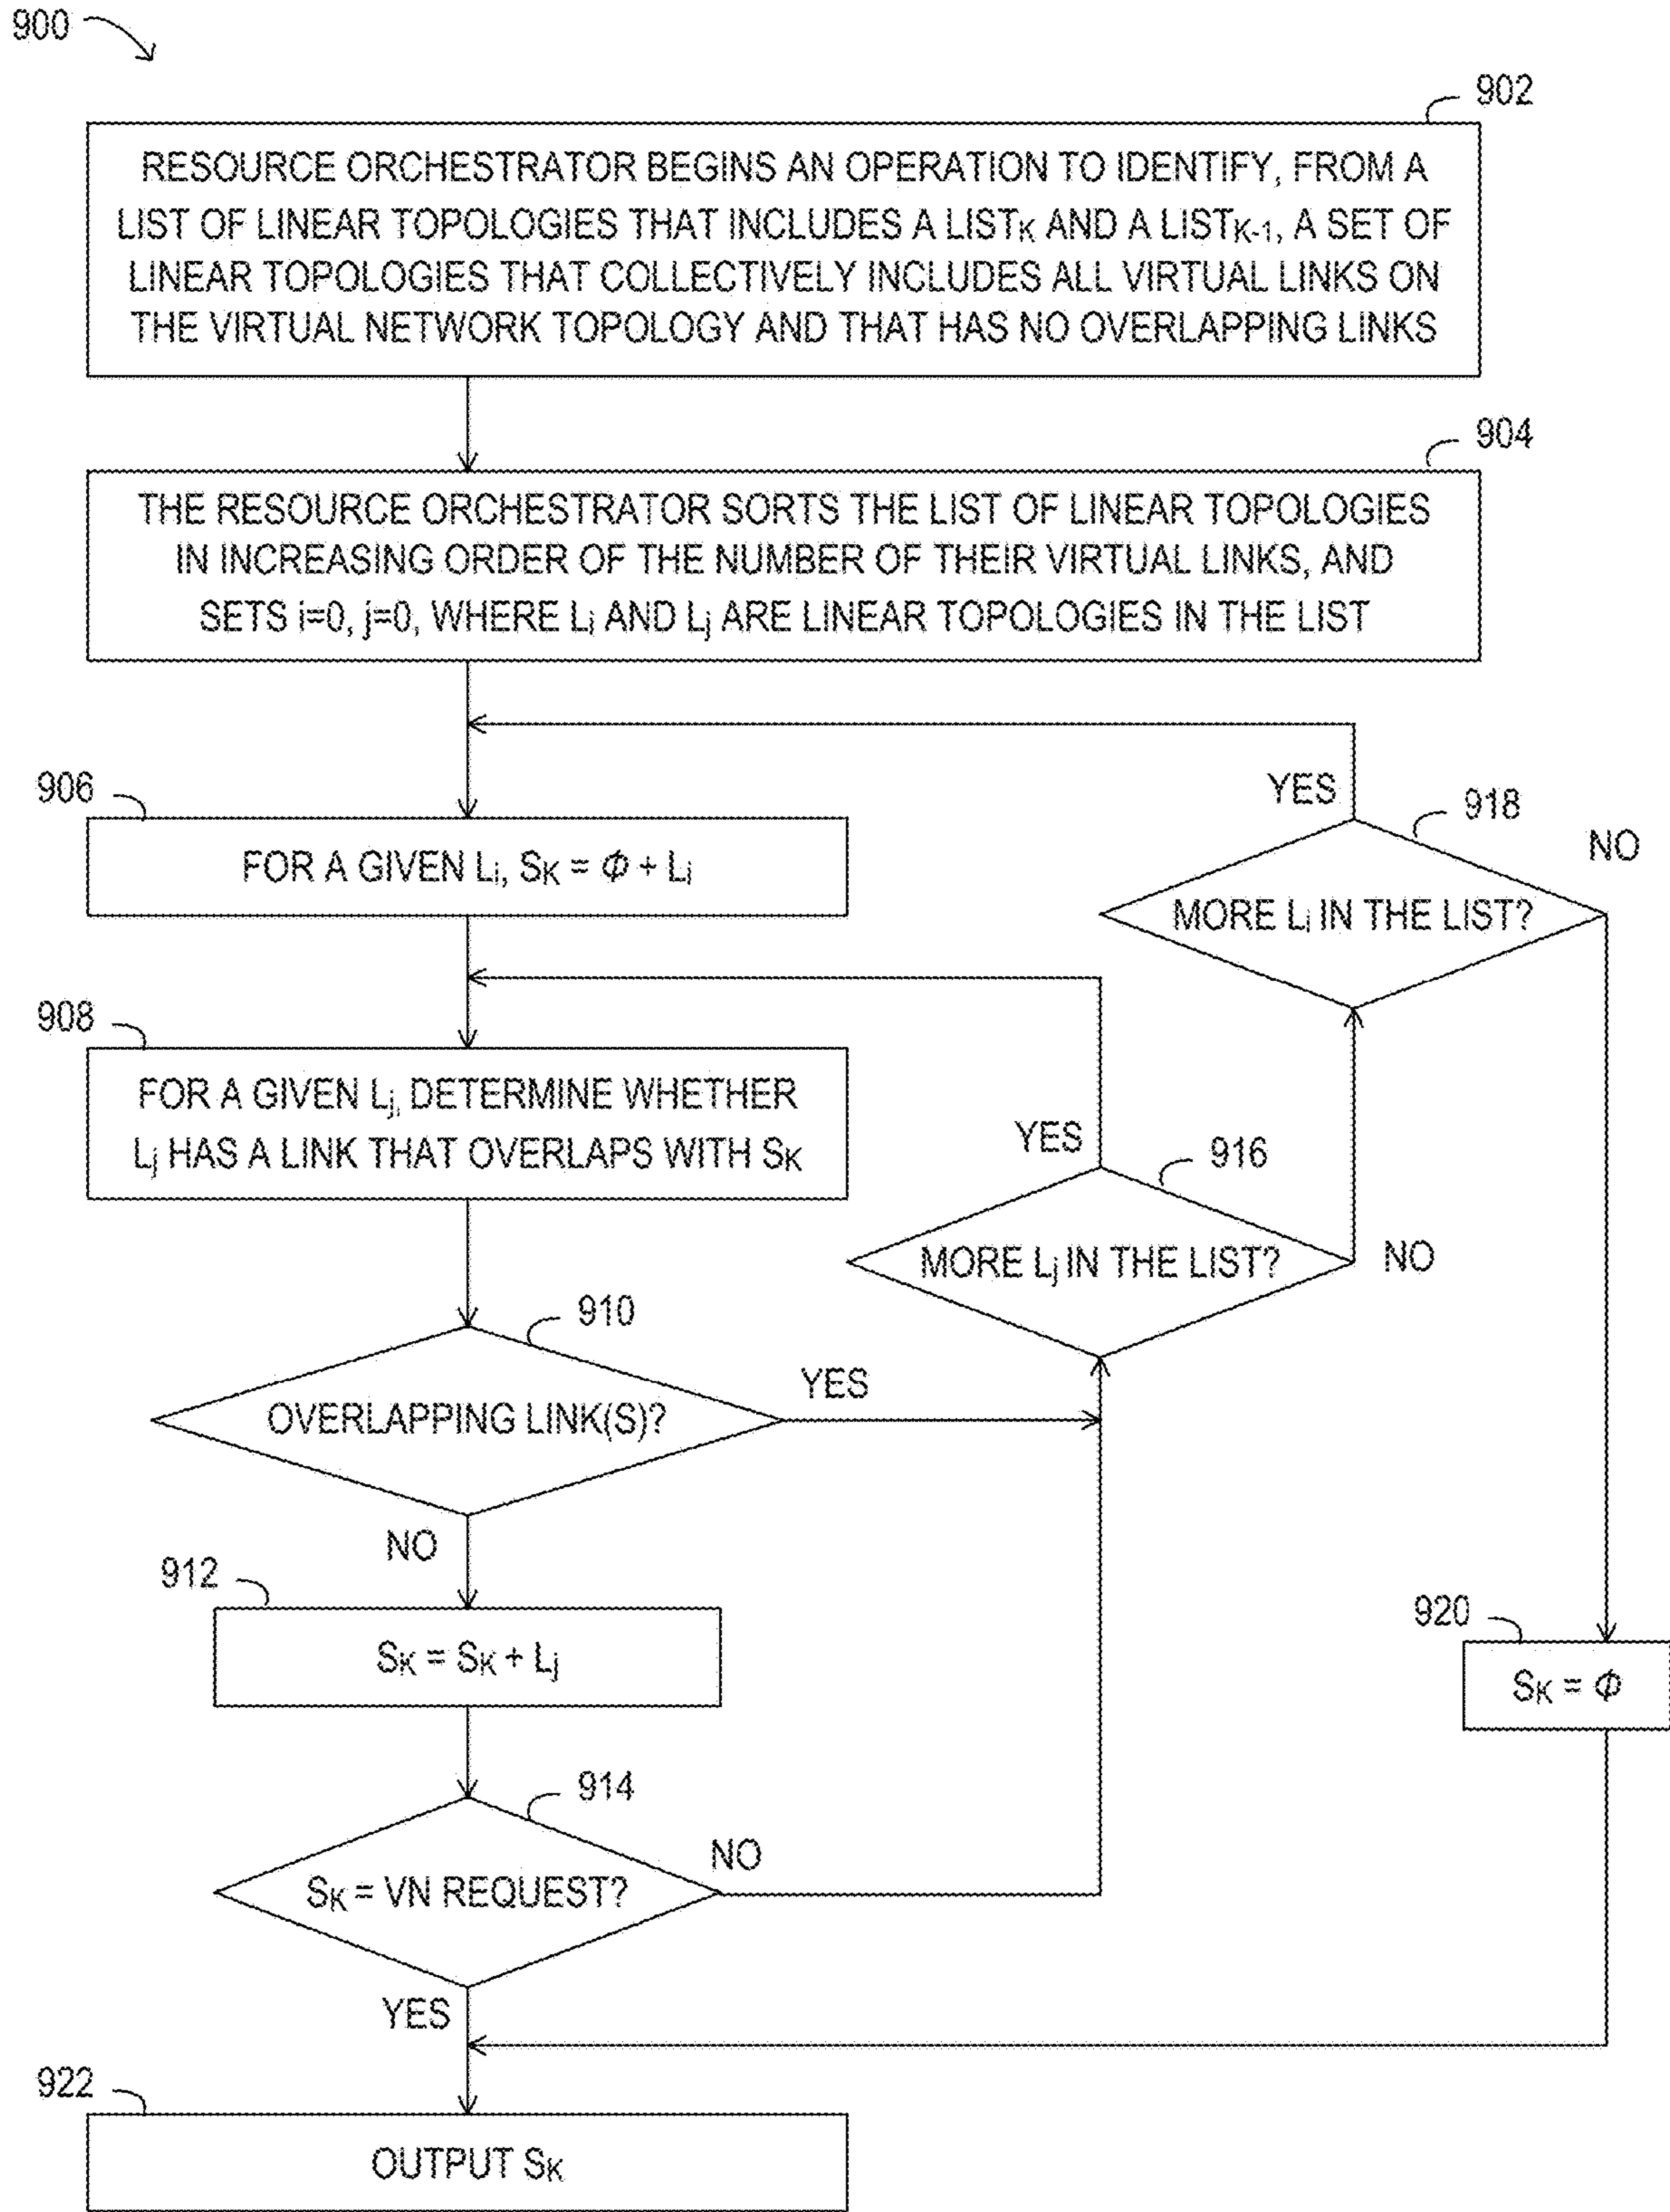 900
902
RESOURCE ORCHESTRATOR BEGINS AN OPERATION TO IDENTIFY, FROM A
LIST OF LINEAR TOPOLOGIES THAT INCLUDES A LISTK AND A LISTK-1, A SET OF
LINEAR TOPOLOGIES THAT COLLECTIVELY INCLUDES ALL VIRTUAL LINKS ON
THE VIRTUAL NETWORK TOPOLOGY AND THAT HAS NO OVERLAPPING LINKS
904
THE RESOURCE ORCHESTRATOR SORTS THE LIST OF LINEAR TOPOLOGIES
IN INCREASING ORDER OF THE NUMBER OF THEIR VIRTUAL LINKS, AND
SETS i=0, j=0, WHERE Li AND Lj ARE LINEAR TOPOLOGIES IN THE LIST
906
FOR A GIVEN Li, SK = Φ + Li
YES
918
NO
MORE Li IN THE LIST?
908
FOR A GIVEN Lj, DETERMINE WHETHER
Lj HAS A LINK THAT OVERLAPS WITH SK
YES
916
MORE Lj IN THE LIST?
NO
910
OVERLAPPING LINK(S)?
YES
NO
912
SK = SK + Lj
920
SK = Φ
914
SK = VN REQUEST?
NO
YES
922
OUTPUT SK